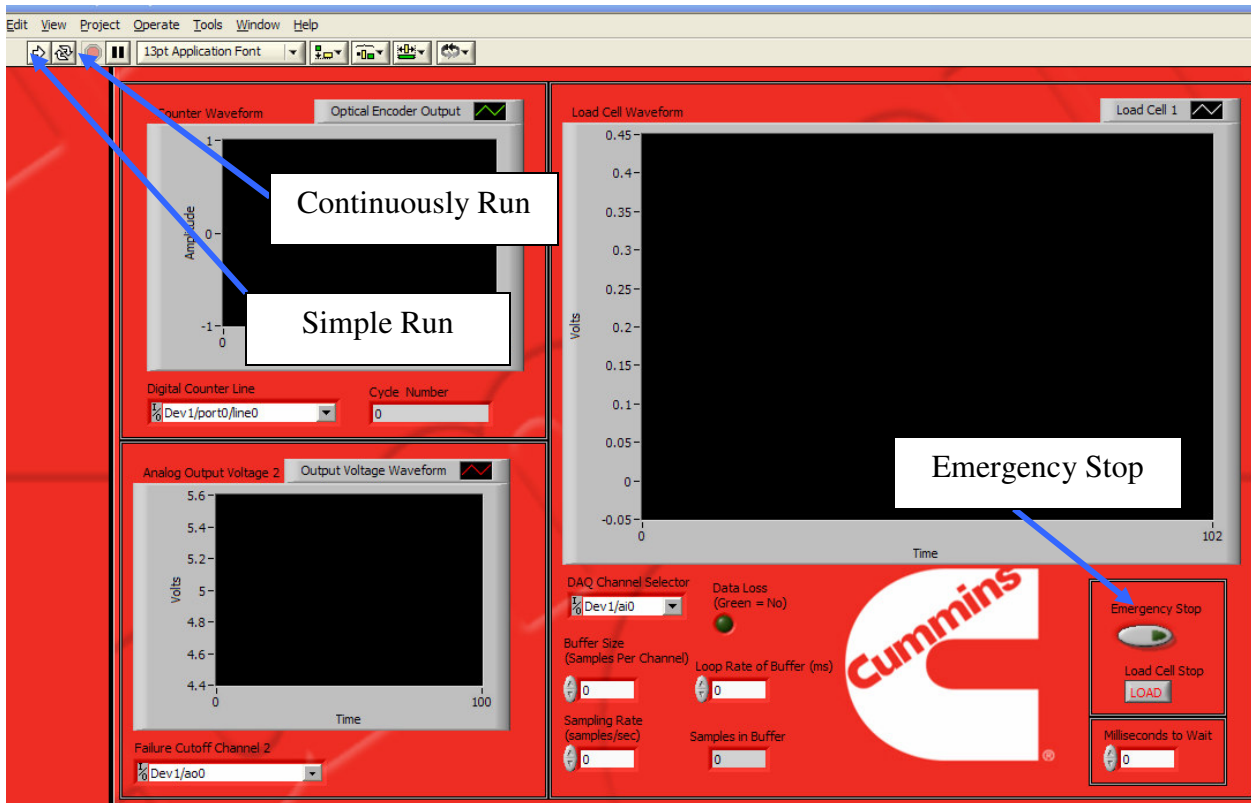 Edit View Project Operate Tools Window Help
13pt Application Font
Counter Waveform
Optical Encoder Output
1
Amplitude
0
-1
0
Continuously Run
Simple Run
Digital Counter Line
Dev1/port0/line0
Cycle Number
0
Analog Output Voltage 2
Output Voltage Waveform
5.6
5.4
5.2
Volts
5
4.8
4.6
4.4
0
100
Time
Failure Cutoff Channel 2
Dev1/ao0
Load Cell Waveform
Load Cell 1
0.45
0.4
0.35
0.3
0.25
Volts
0.2
0.15
0.1
0.05
0
-0.05
0
102
Time
Emergency Stop
DAQ Channel Selector
Dev1/ai0
Data Loss
(Green = No)
Buffer Size
(Samples Per Channel)
0
Loop Rate of Buffer (ms)
0
Sampling Rate
(samples/sec)
0
Samples in Buffer
0
Cummins
®
Emergency Stop
Load Cell Stop
LOAD
Milliseconds to Wait
0